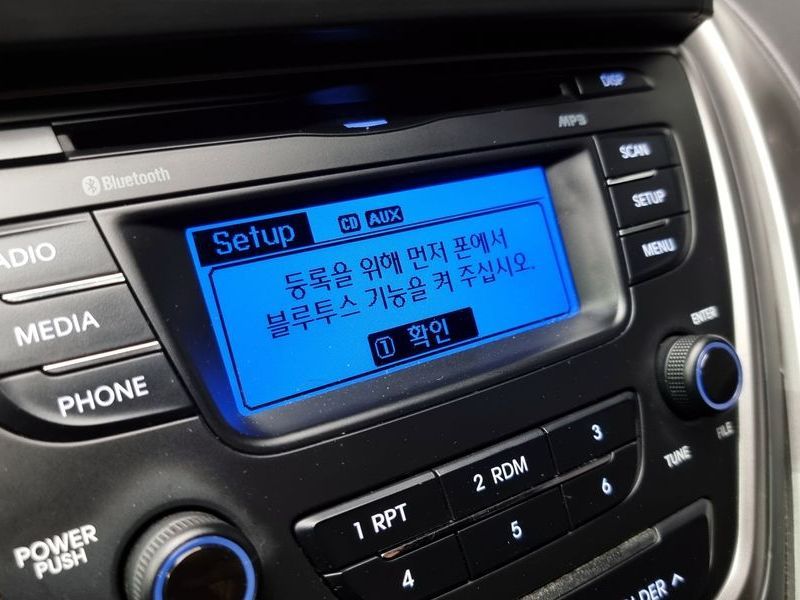 DISP
MP3
Bluetooth
SCAN
Setup CD AUX
SETUP
RADIO
등록을 위해 먼저 폰에서
블루투스 기능을 켜 주십시오.
MENU
① 확인
MEDIA
ENTER
PHONE
TUNE
FILE
1 RPT
2 RDM
3
POWER
PUSH
4
5
6
FOLDER ∧